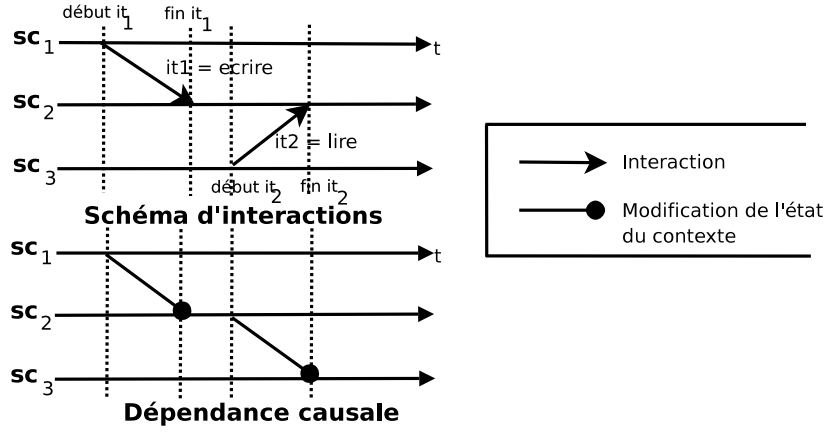 début it1 fin it1
sc1 t
it1 = ecrire
sc2
it2 = lire
sc3
début it2 fin it2
Schéma d'interactions
sc1 t
sc2
sc3
Dépendance causale
Interaction
Modification de l'état
du contexte